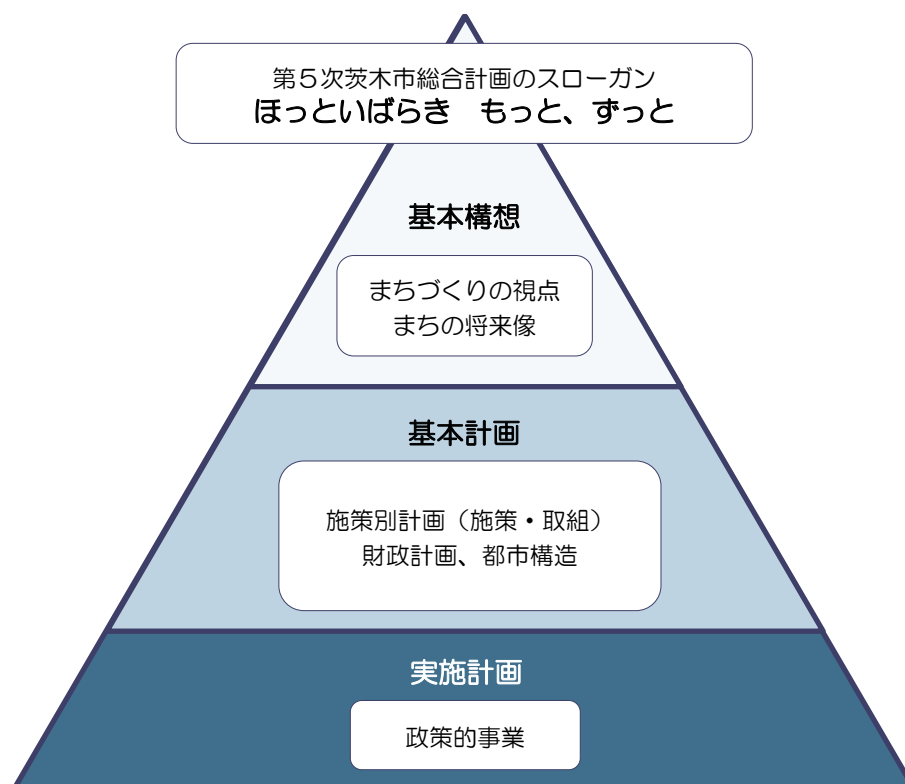 第５次茨木市総合計画のスローガン
ほっといばらき　もっと、ずっと
基本構想
まちづくりの視点
まちの将来像
基本計画
施策別計画（施策・取組）
財政計画、都市構造
実施計画
政策的事業